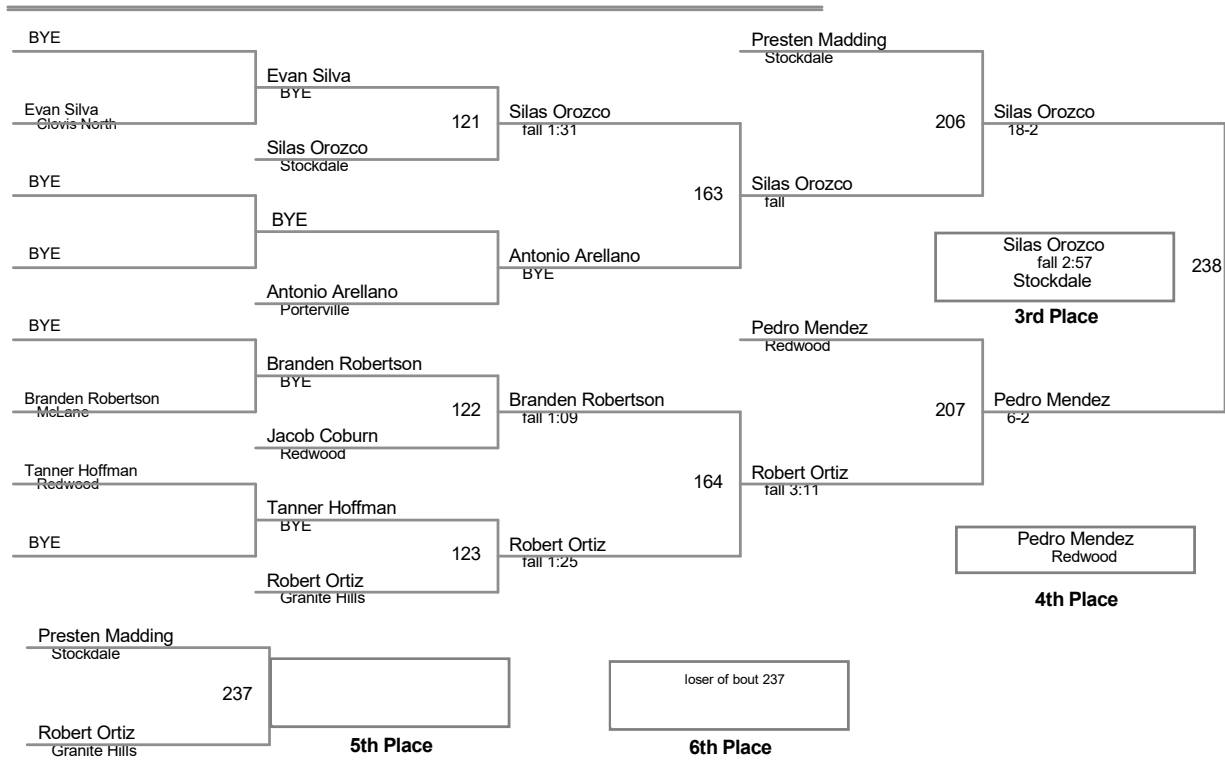 BYE
Presten Madding
Stockdale
Evan Silva
BYE
Evan Silva
Clovis North
121
Silas Orozco
fall 1:31
206
Silas Orozco
18-2
Silas Orozco
Stockdale
BYE
163
Silas Orozco
fall
BYE
BYE
Antonio Arellano
BYE
Silas Orozco
fall 2:57
Stockdale
238
3rd Place
Antonio Arellano
Porterville
BYE
Pedro Mendez
Redwood
Branden Robertson
BYE
Branden Robertson
McLane
122
Branden Robertson
fall 1:09
207
Pedro Mendez
6-2
Jacob Coburn
Redwood
Tanner Hoffman
Redwood
164
Robert Ortiz
fall 3:11
Tanner Hoffman
BYE
BYE
123
Robert Ortiz
fall 1:25
Pedro Mendez
Redwood
4th Place
Robert Ortiz
Granite Hills
Presten Madding
Stockdale
237
loser of bout 237
Robert Ortiz
Granite Hills
5th Place
6th Place